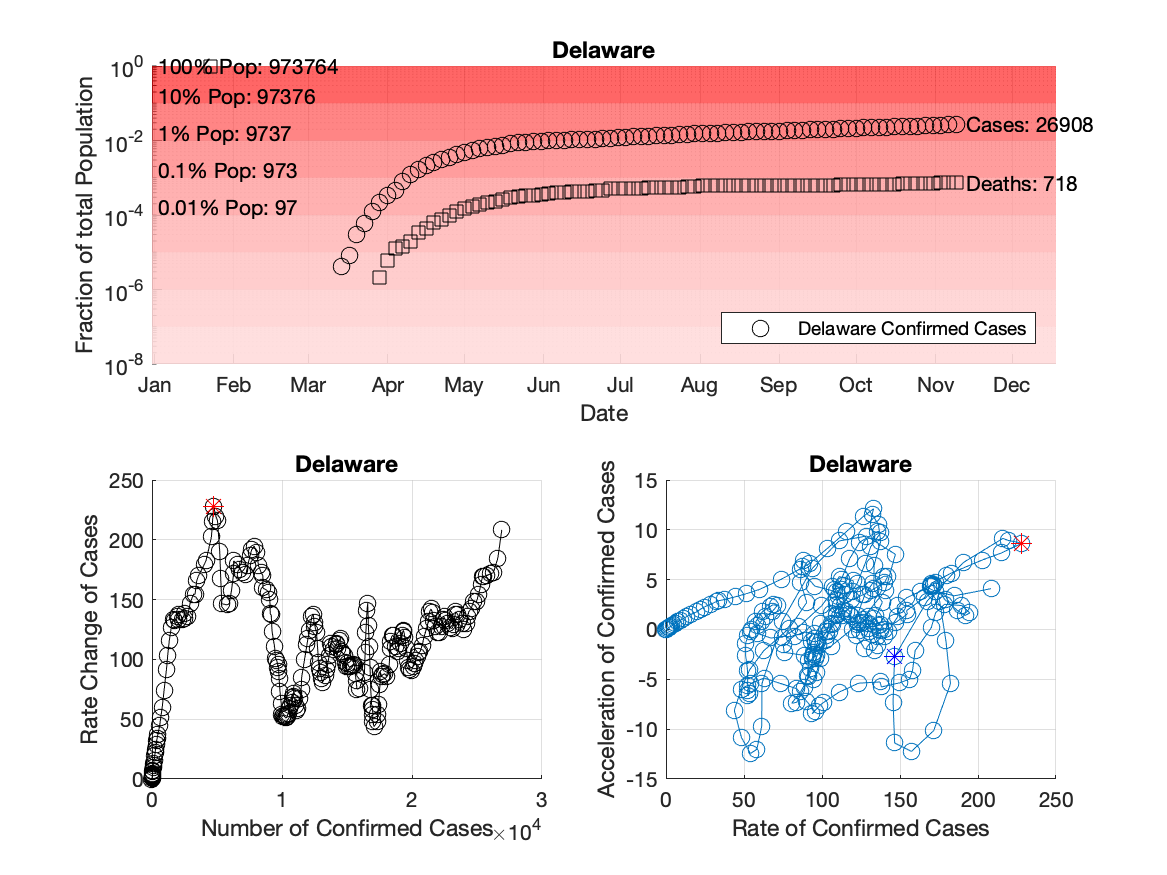 Delaware
Fraction of total Population
10^0
10^-2
10^-4
10^-6
10^-8
100% Pop: 973764
10% Pop: 97376
1% Pop: 9737
0.1% Pop: 973
0.01% Pop: 97
Cases: 26908
Deaths: 718
Delaware Confirmed Cases
Jan Feb Mar Apr May Jun Jul Aug Sep Oct Nov Dec
Date
Delaware
Rate Change of Cases
250
200
150
100
50
0
0 1 2 3
Number of Confirmed Cases
×10^4
Delaware
Acceleration of Confirmed Cases
15
10
5
0
-5
-10
-15
0 50 100 150 200 250
Rate of Confirmed Cases